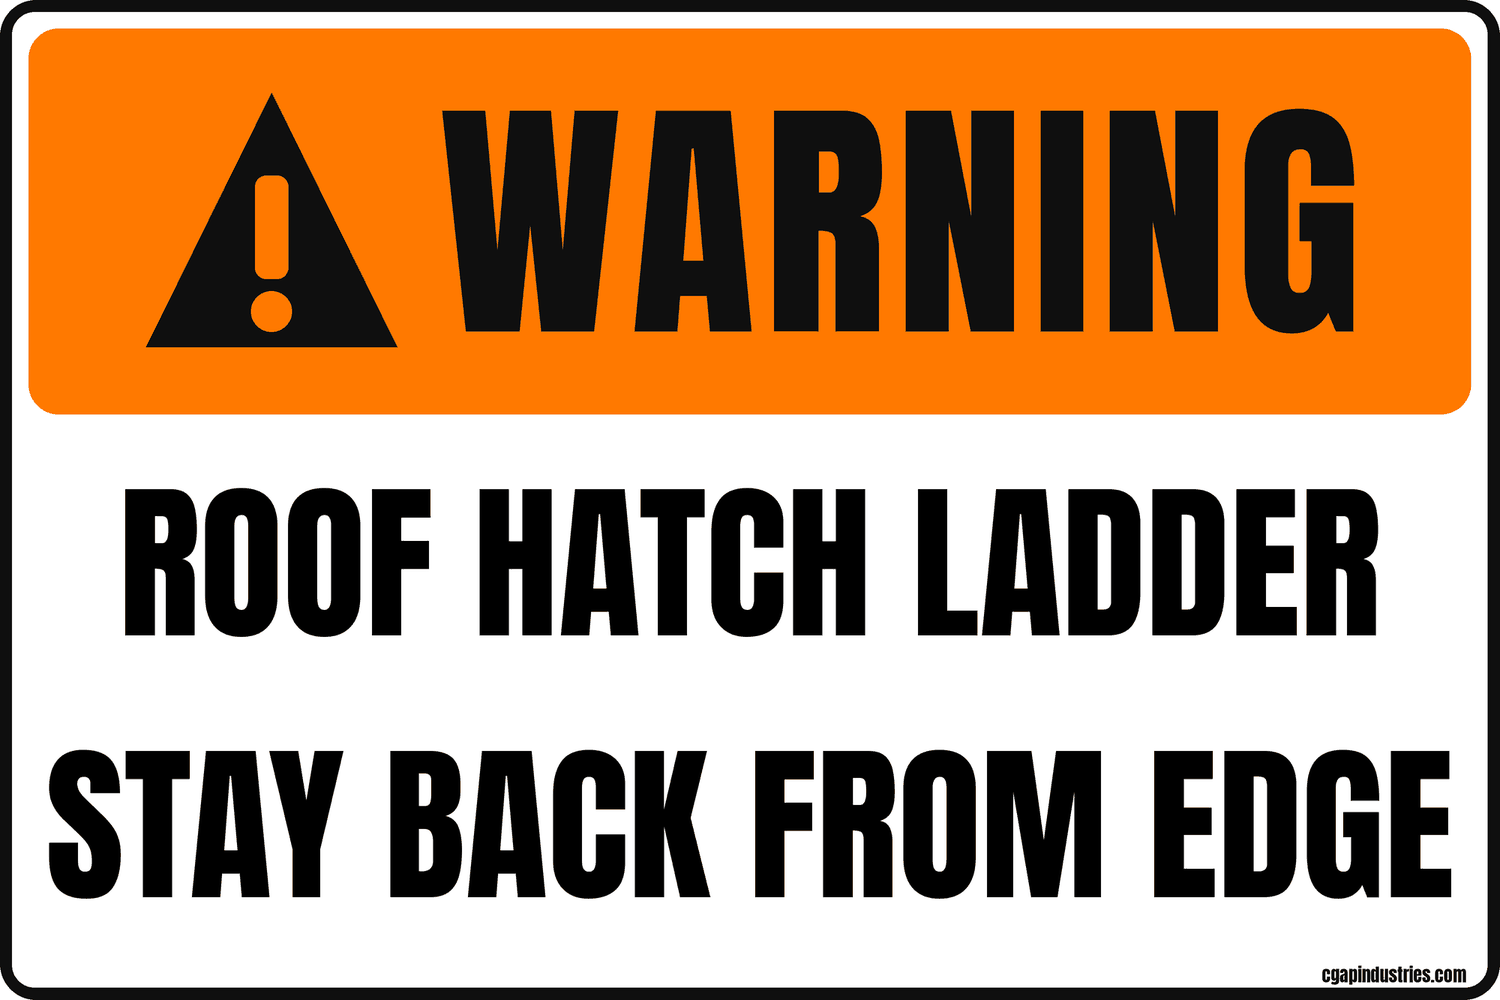 WARNING
ROOF HATCH LADDER
STAY BACK FROM EDGE
cgapindustries.com